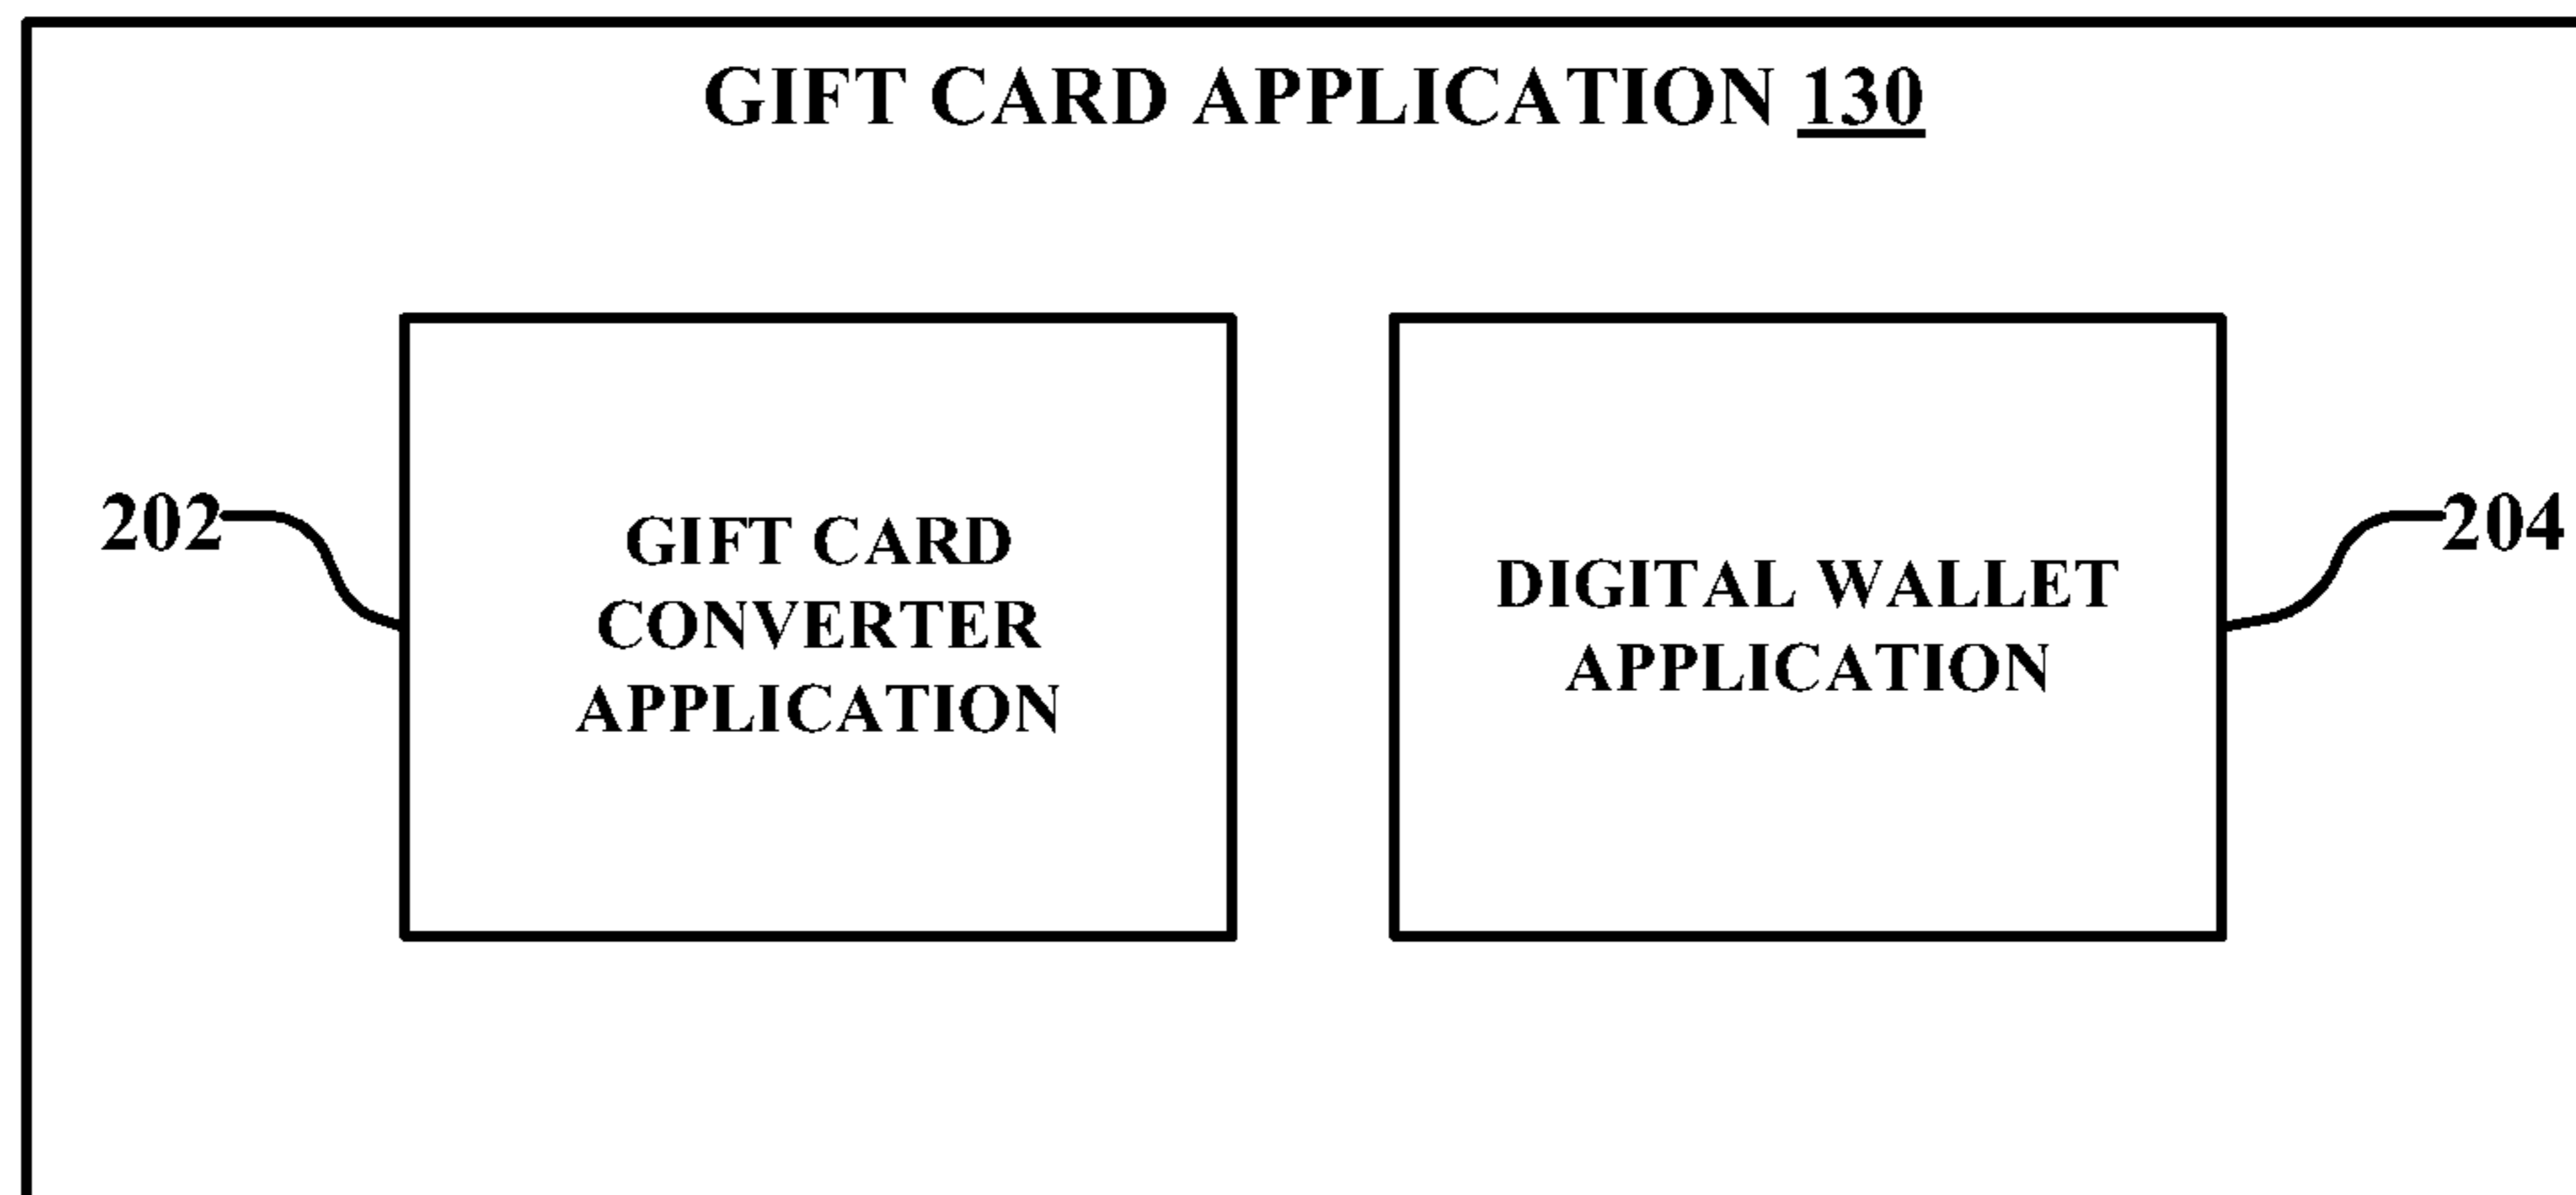 GIFT CARD APPLICATION 130
202
GIFT CARD
CONVERTER
APPLICATION
DIGITAL WALLET
APPLICATION
204